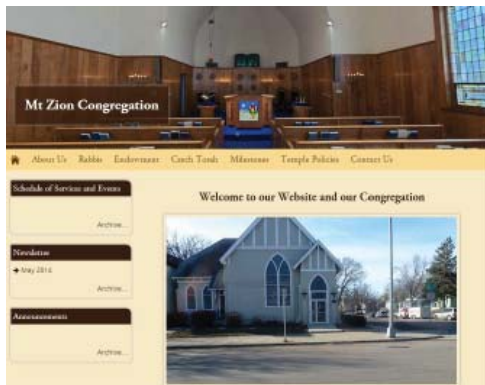 Mt Zion Congregation
About Us Rabbis Endowment Czech Torah Milestones Temple Policies Contact Us
Schedule of Services and Events
Archive...
Newsletter
→ May 2014
Archive...
Announcements
Archive...
Welcome to our Website and our Congregation